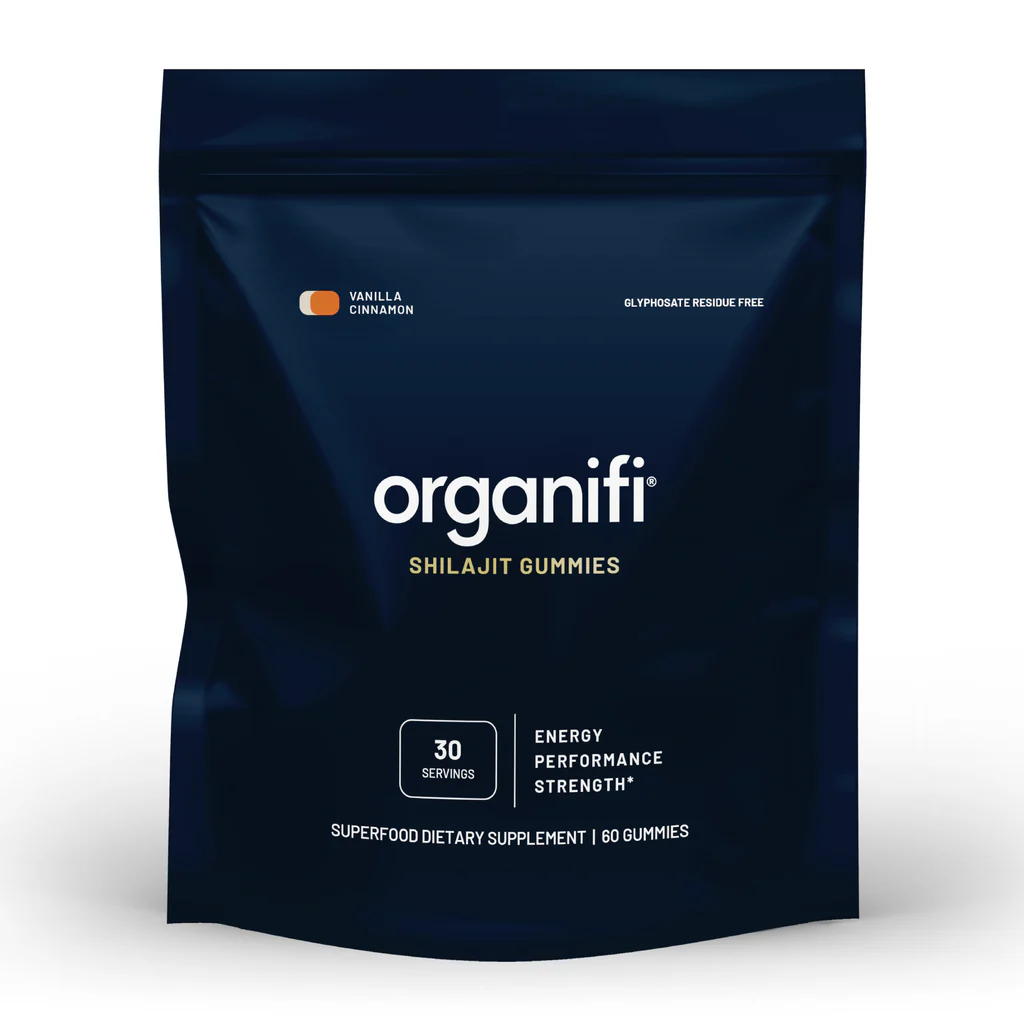 VANILLA
CINNAMON
GLYPHOSATE RESIDUE FREE
organifi®
SHILAJIT GUMMIES
30
SERVINGS
ENERGY
PERFORMANCE
STRENGTH*
SUPERFOOD DIETARY SUPPLEMENT | 60 GUMMIES